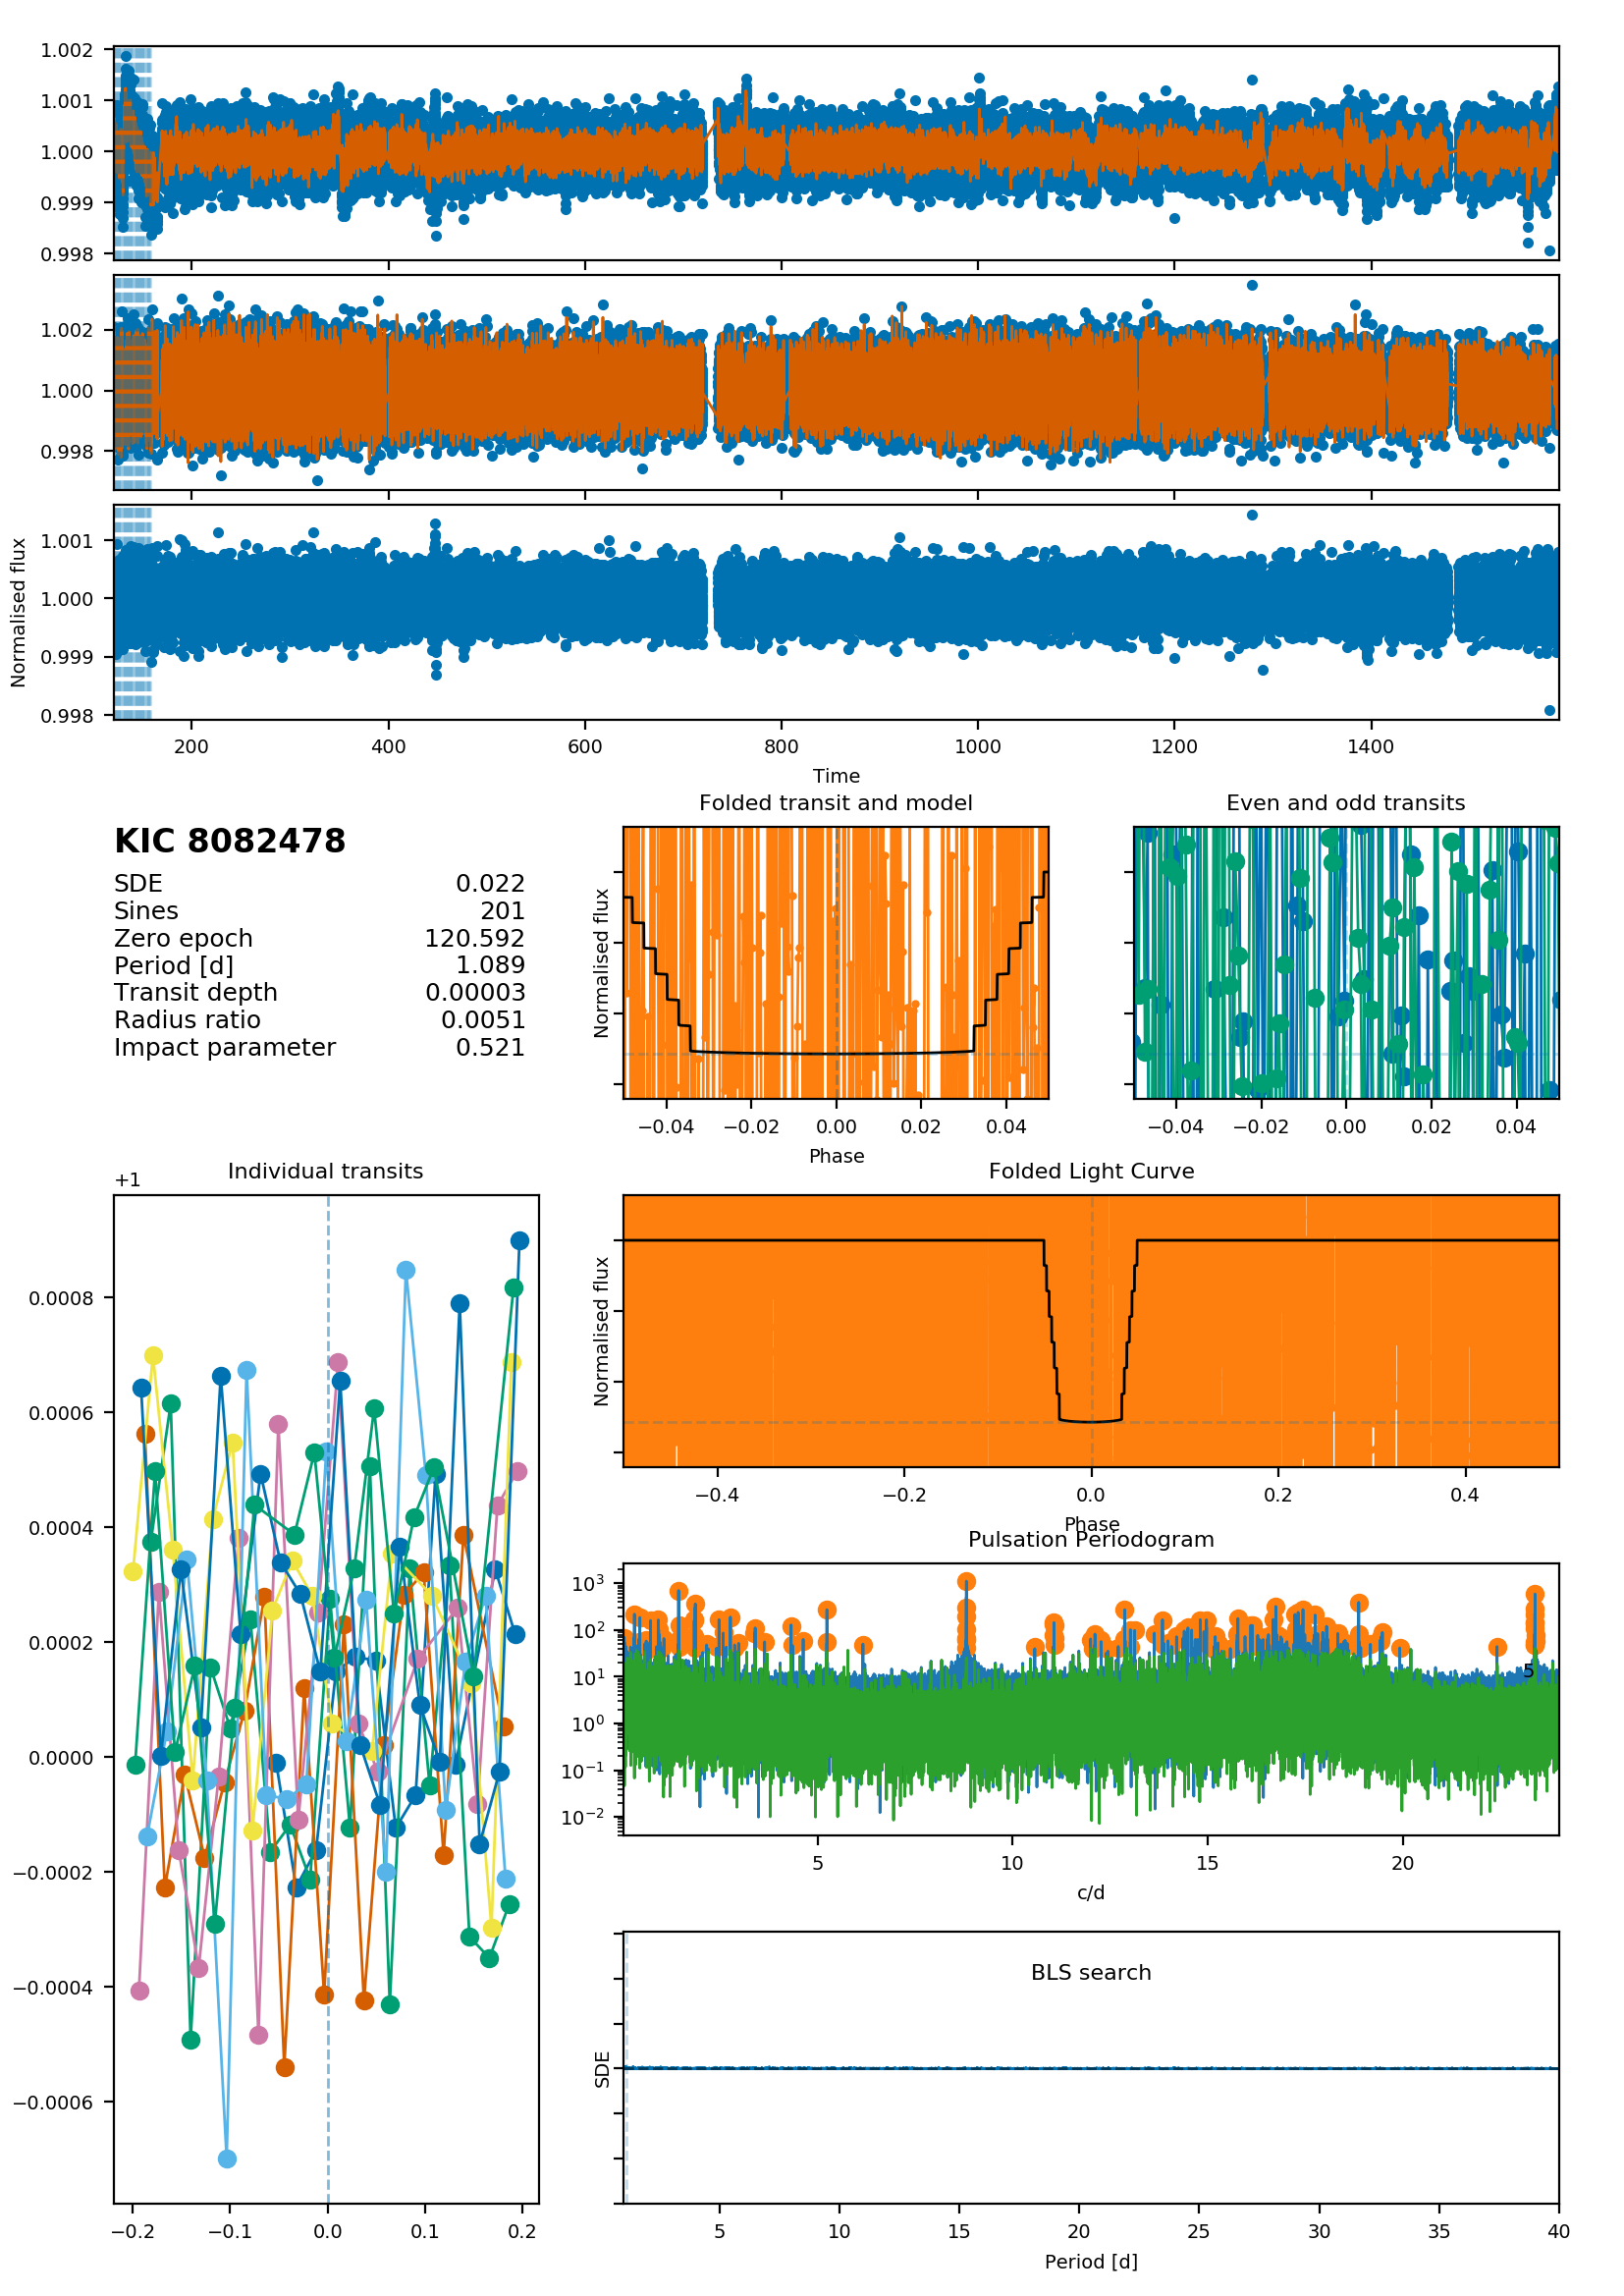 1.002
1.001
1.000
0.999
0.998
1.002
1.000
0.998
1.001
1.000
0.999
0.998
Normalised flux
200 400 600 800 1000 1200 1400
Time
KIC 8082478
SDE 0.022
Sines 201
Zero epoch 120.592
Period [d] 1.089
Transit depth 0.00003
Radius ratio 0.0051
Impact parameter 0.521
Folded transit and model
Normalised flux
−0.04 −0.02 0.00 0.02 0.04
Phase
Even and odd transits
−0.04 −0.02 0.00 0.02 0.04
Individual transits
+1
0.0008
0.0006
0.0004
0.0002
0.0000
−0.0002
−0.0004
−0.0006
−0.2 −0.1 0.0 0.1 0.2
Folded Light Curve
Normalised flux
−0.4 −0.2 0.0 0.2 0.4
Phase
Pulsation Periodogram
10³
10²
10¹
10⁰
10⁻¹
10⁻²
5
5 10 15 20
c/d
BLS search
SDE
5 10 15 20 25 30 35 40
Period [d]